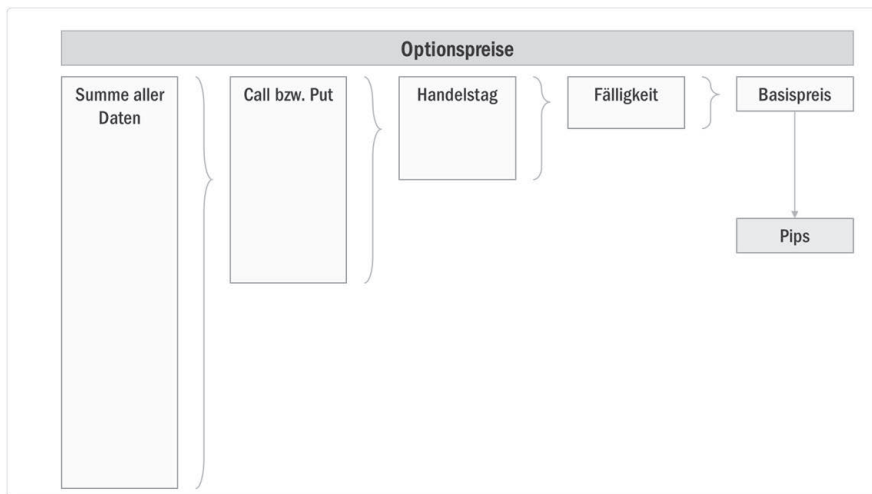 Optionspreise
Summe aller
Daten
Call bzw. Put
Handelstag
Fälligkeit
Basispreis
Pips